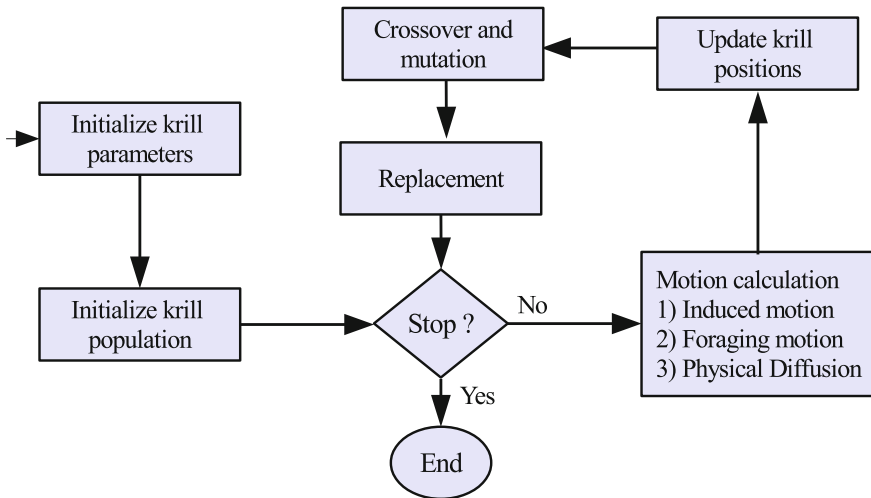 Initialize krill
parameters
Initialize krill
population
Crossover and
mutation
Replacement
Stop ?
No
Yes
End
Motion calculation
1) Induced motion
2) Foraging motion
3) Physical Diffusion
Update krill
positions